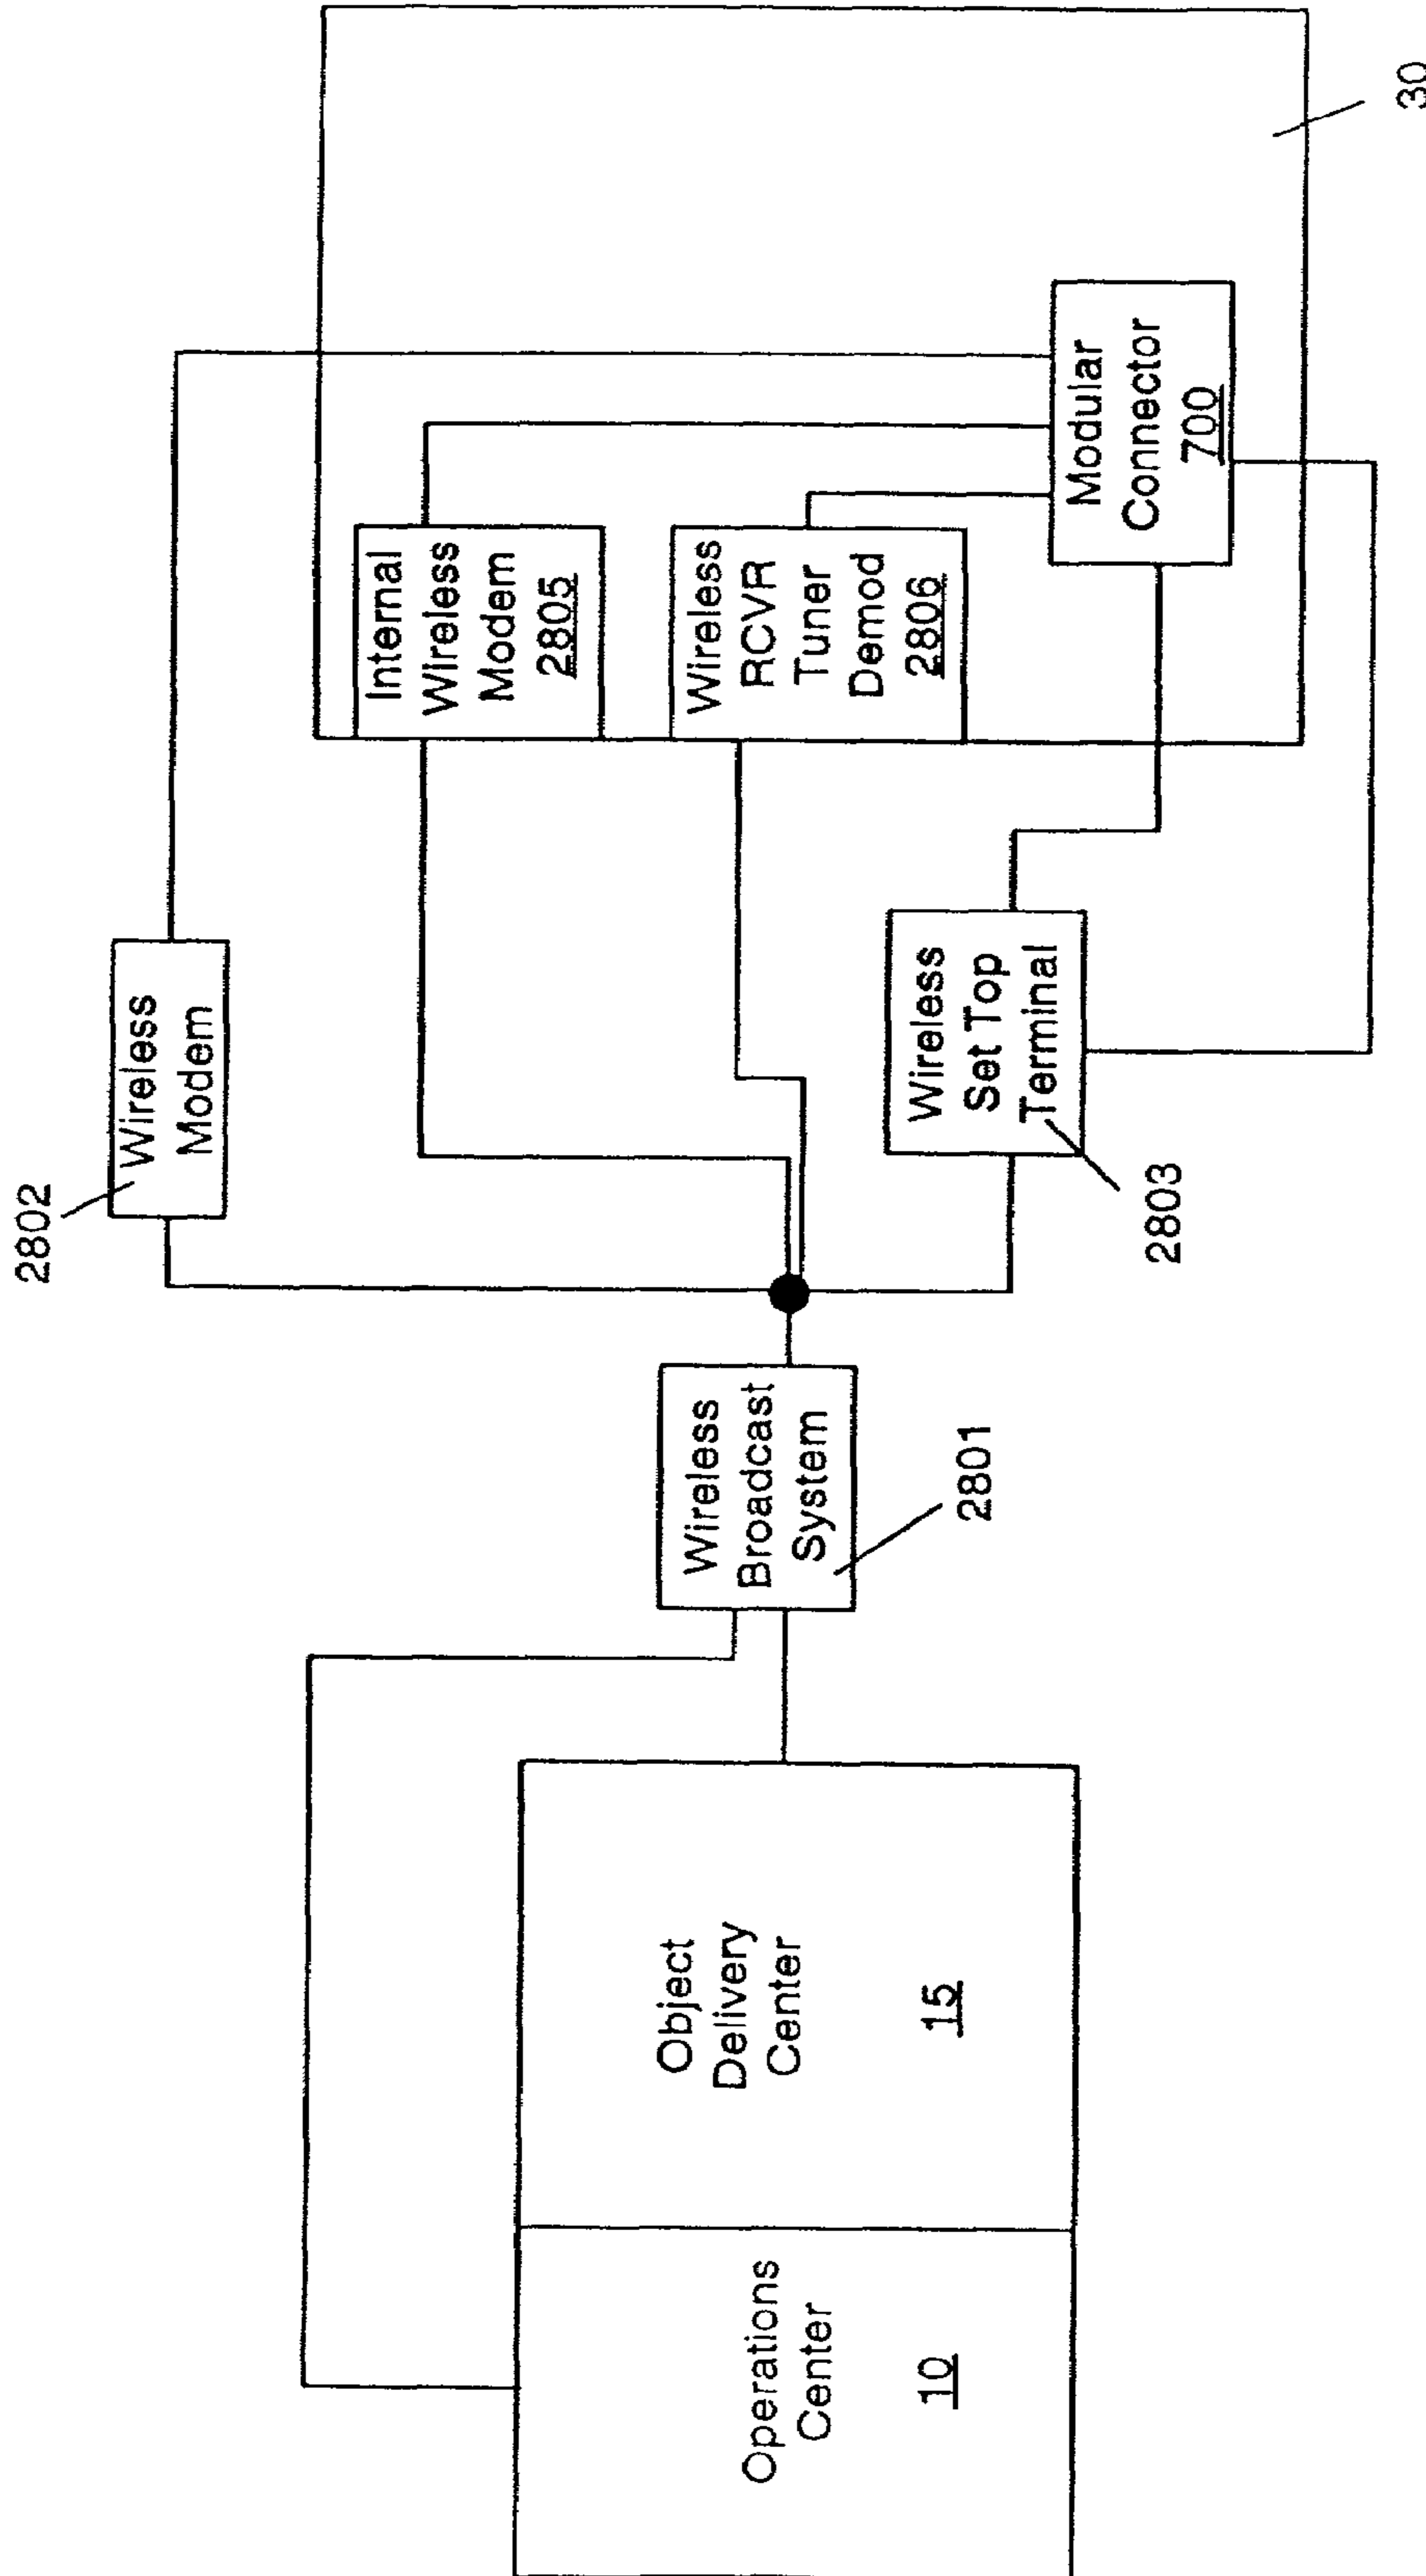 Operations
Center
10
Object
Delivery
Center
15
Wireless
Broadcast
System
2801
2802
Wireless
Modem
Wireless
Set Top
Terminal
2803
Internal
Wireless
Modem
2805
Wireless
RCVR
Tuner
Demod
2806
Modular
Connector
700
30